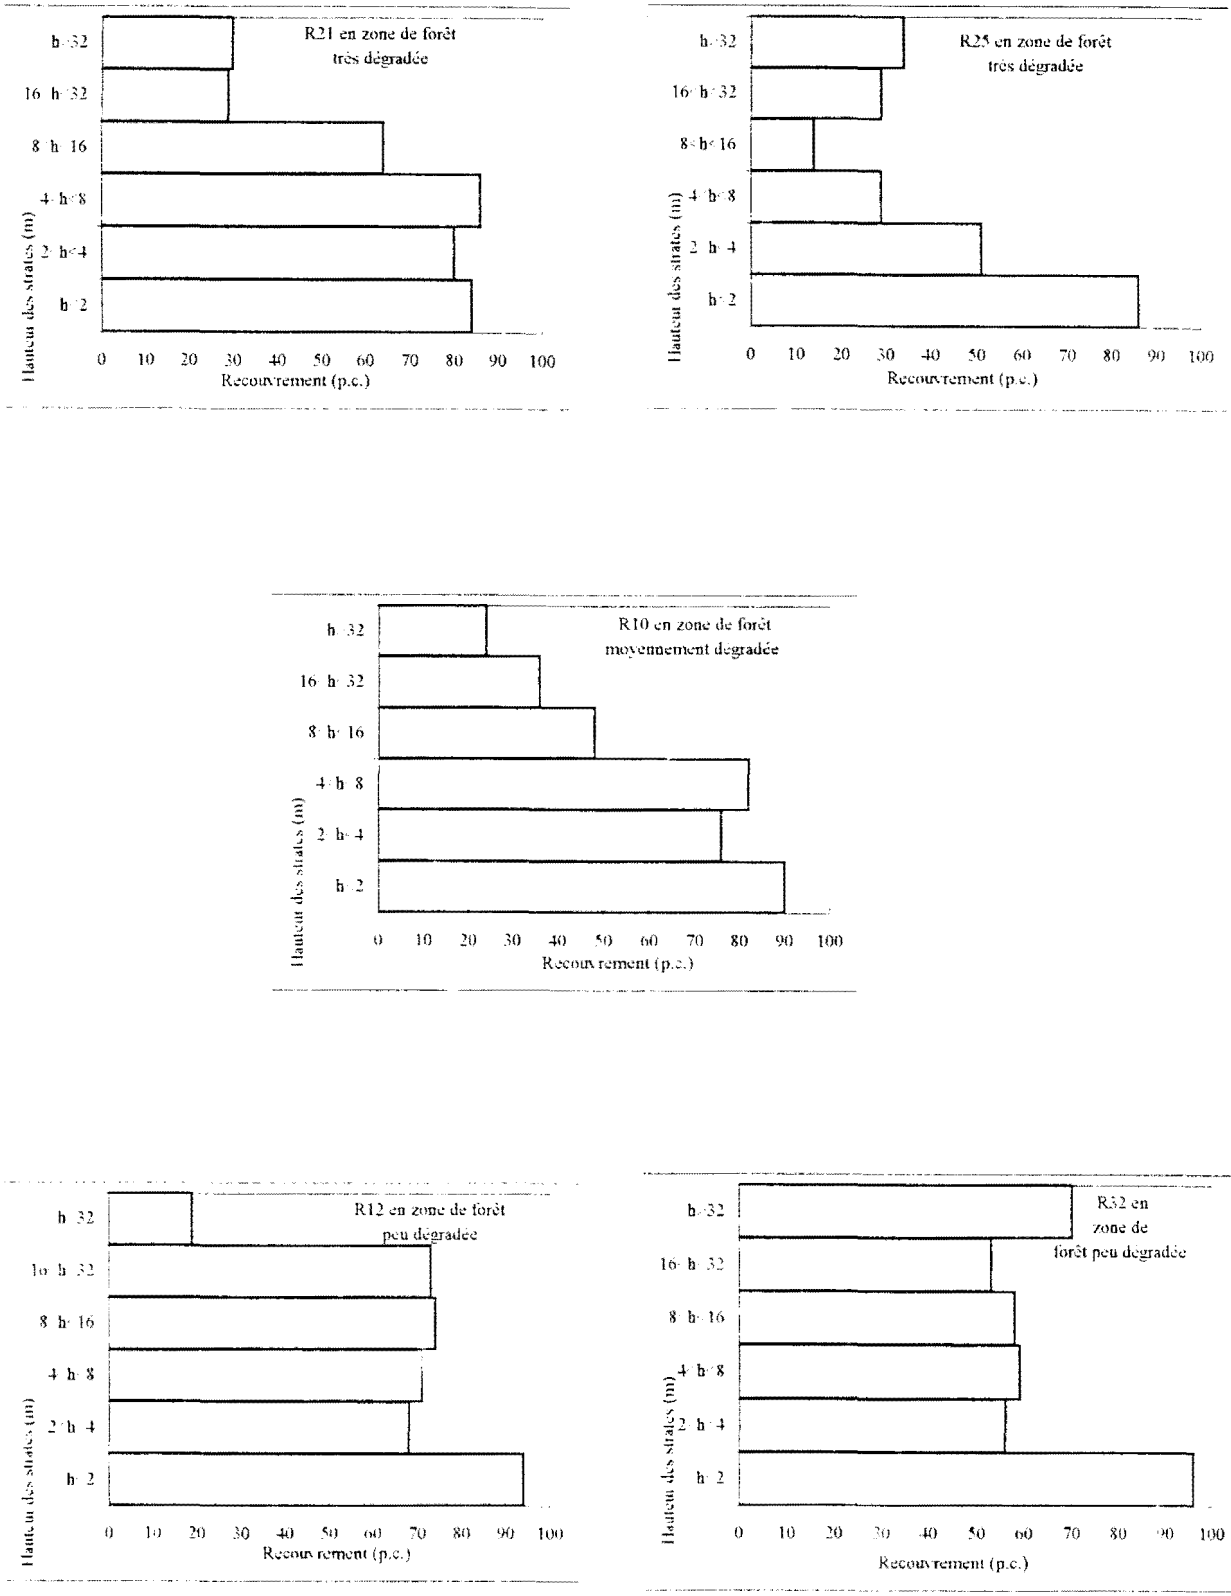 R21 en zone de forêt
très dégradée
h>32
16<h<32
8<h<16
4<h<8
2<h<4
h<2
Hauteur des strates (m)
0 10 20 30 40 50 60 70 80 90 100
Recouvrement (p.c.)
R25 en zone de forêt
très dégradée
h>32
16<h<32
8<h<16
4<h<8
2<h<4
h<2
Hauteur des strates (m)
0 10 20 30 40 50 60 70 80 90 100
Recouvrement (p.c.)
R10 en zone de forêt
moyennement dégradée
h>32
16<h<32
8<h<16
4<h<8
2<h<4
h<2
Hauteur des strates (m)
0 10 20 30 40 50 60 70 80 90 100
Recouvrement (p.c.)
R12 en zone de forêt
peu dégradée
h>32
16<h<32
8<h<16
4<h<8
2<h<4
h<2
Hauteur des strates (m)
0 10 20 30 40 50 60 70 80 90 100
Recouvrement (p.c.)
R32 en
zone de
forêt peu dégradée
h>32
16<h<32
8<h<16
4<h<8
2<h<4
h<2
Hauteur des strates (m)
0 10 20 30 40 50 60 70 80 90 100
Recouvrement (p.c.)